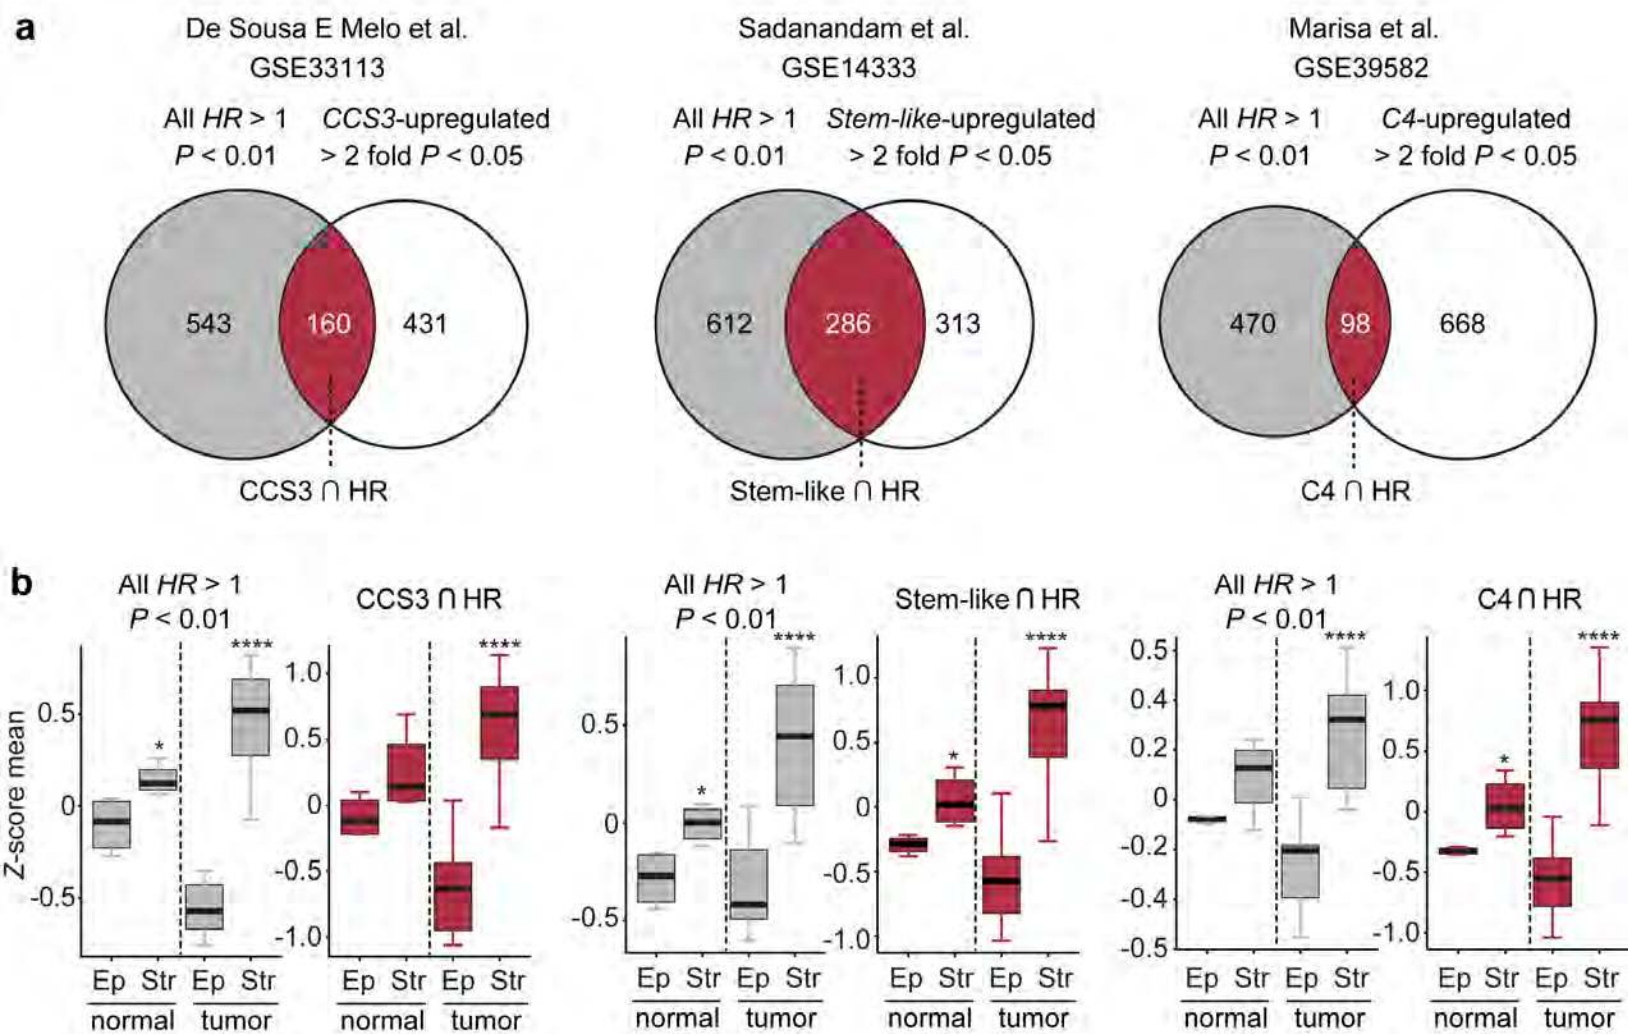 a
De Sousa E Melo et al.
GSE33113
All HR > 1 CCS3-upregulated
P < 0.01 > 2 fold P < 0.05
543 160 431
CCS3 ∩ HR
Sadanandam et al.
GSE14333
All HR > 1 Stem-like-upregulated
P < 0.01 > 2 fold P < 0.05
612 286 313
Stem-like ∩ HR
Marisa et al.
GSE39582
All HR > 1 C4-upregulated
P < 0.01 > 2 fold P < 0.05
470 98 668
C4 ∩ HR
b
Z-score mean
All HR > 1
P < 0.01
* ****
0.5
0
-0.5
Ep Str Ep Str
normal tumor
CCS3 ∩ HR
****
1.0
0.5
0
-0.5
-1.0
Ep Str Ep Str
normal tumor
All HR > 1
P < 0.01
* ****
0.5
0
-0.5
Ep Str Ep Str
normal tumor
Stem-like ∩ HR
* ****
1.0
0.5
0
-0.5
-1.0
Ep Str Ep Str
normal tumor
All HR > 1
P < 0.01
****
0.5
0.4
0.2
0
-0.2
-0.4
-0.5
Ep Str Ep Str
normal tumor
C4 ∩ HR
* ****
1.0
0.5
0
-0.5
-1.0
Ep Str Ep Str
normal tumor